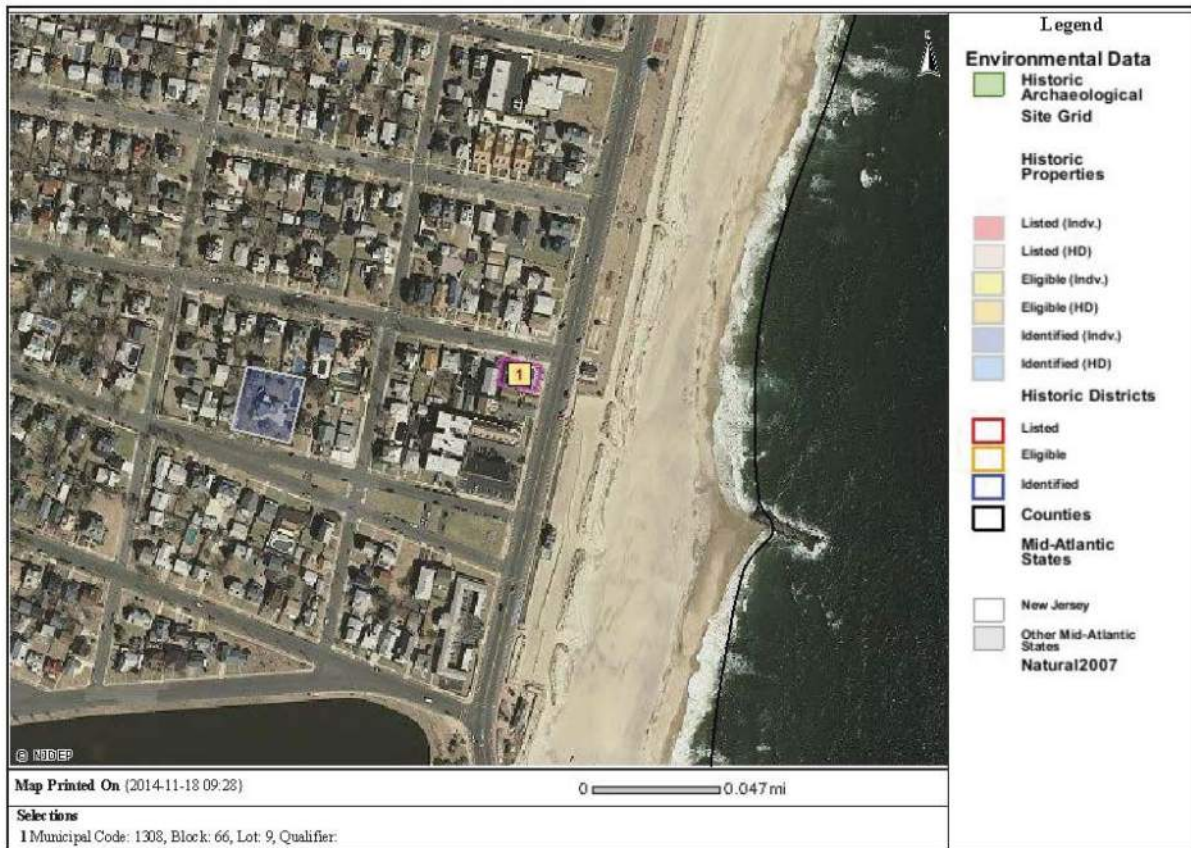 1
© NJDEP
Legend
Environmental Data
Historic
Archaeological
Site Grid
Historic
Properties
Listed (Indv.)
Listed (HD)
Eligible (Indv.)
Eligible (HD)
Identified (Indv.)
Identified (HD)
Historic Districts
Listed
Eligible
Identified
Counties
Mid-Atlantic
States
New Jersey
Other Mid-Atlantic
States
Natural2007
Map Printed On (2014-11-18 09:28)
0 0.047 mi
Selections
1 Municipal Code: 1308, Block: 66, Lot: 9, Qualifier: